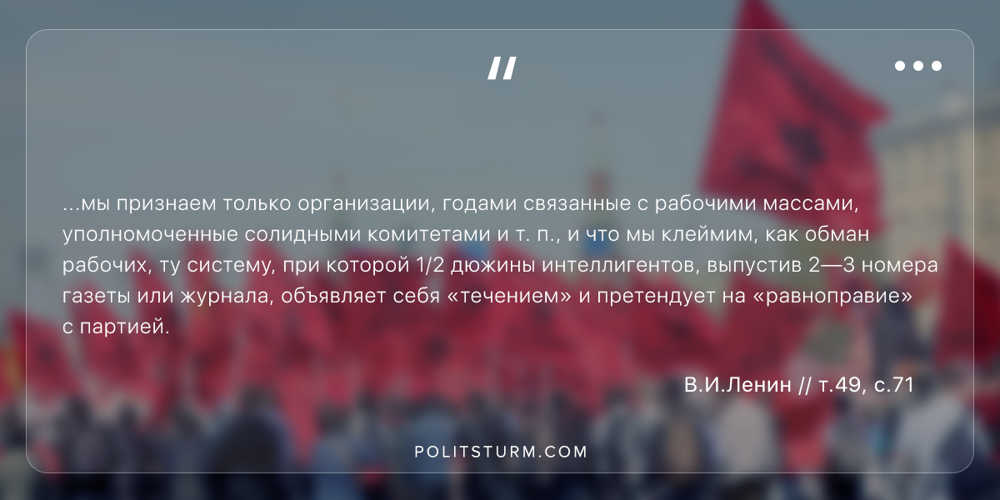 "
...мы признаем только организации, годами связанные с рабочими массами,
уполномоченные солидными комитетами и т. п., и что мы клеймим, как обман
рабочих, ту систему, при которой 1/2 дюжины интеллигентов, выпустив 2—3 номера
газеты или журнала, объявляет себя «течением» и претендует на «равноправие»
с партией.
В.И.Ленин // т.49, с.71
POLITSTURM.COM